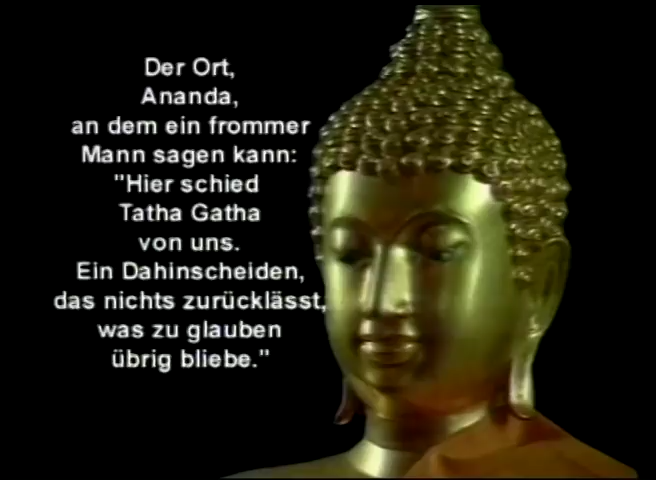 Der Ort,
Ananda,
an dem ein frommer
Mann sagen kann:
"Hier schied
Tatha Gatha
von uns.
Ein Dahinscheiden,
das nichts zurücklässt,
was zu glauben
übrig bliebe."